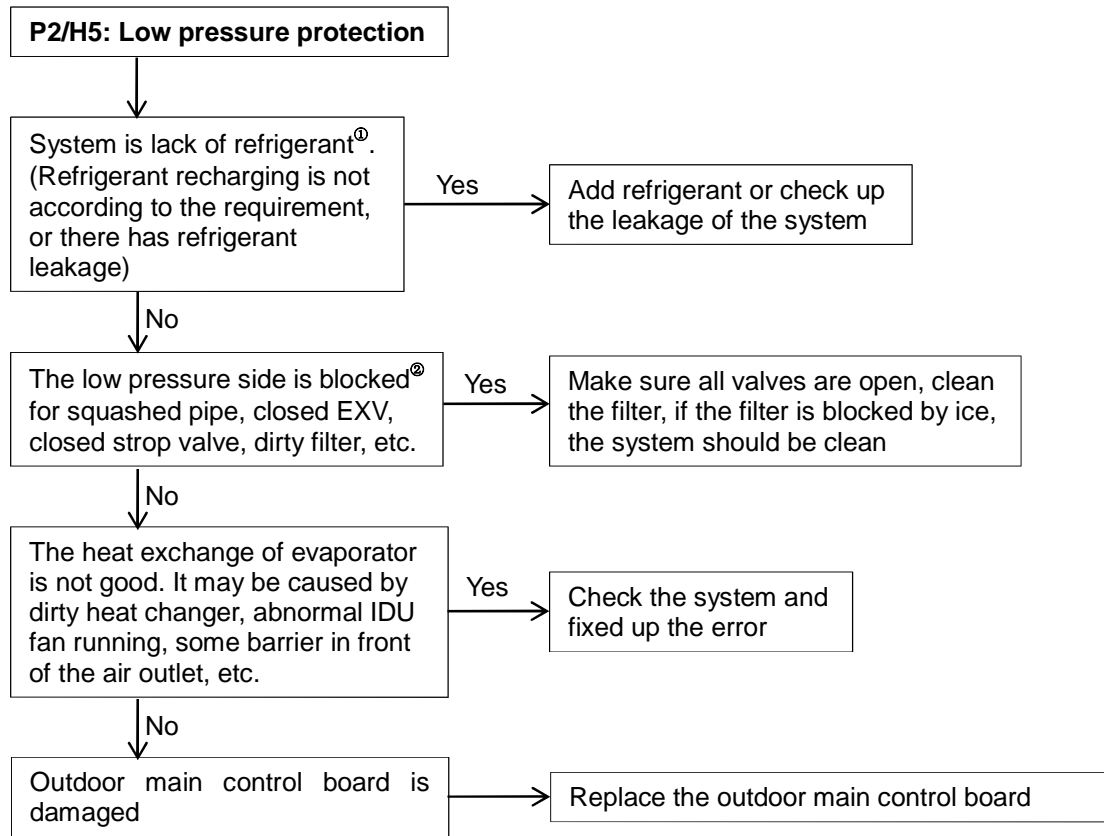 P2/H5: Low pressure protection
System is lack of refrigerant①.
(Refrigerant recharging is not
according to the requirement,
or there has refrigerant
leakage)
Yes
Add refrigerant or check up
the leakage of the system
No
The low pressure side is blocked②
for squashed pipe, closed EXV,
closed strop valve, dirty filter, etc.
Yes
Make sure all valves are open, clean
the filter, if the filter is blocked by ice,
the system should be clean
No
The heat exchange of evaporator
is not good. It may be caused by
dirty heat changer, abnormal IDU
fan running, some barrier in front
of the air outlet, etc.
Yes
Check the system and
fixed up the error
No
Outdoor main control board is
damaged
Replace the outdoor main control board